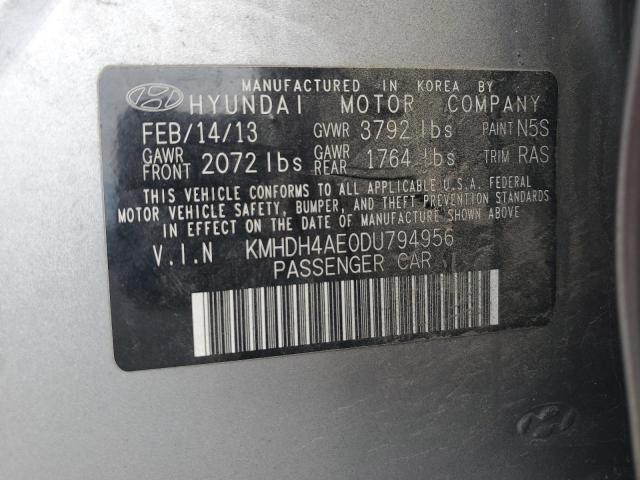 MANUFACTURED IN KOREA BY
HYUNDAI MOTOR COMPANY
FEB/14/13 GVWR 3792 lbs PAINT N5S
GAWR FRONT 2072 lbs GAWR REAR 1764 lbs TRIM RAS
THIS VEHICLE CONFORMS TO ALL APPLICABLE U.S.A. FEDERAL
MOTOR VEHICLE SAFETY, BUMPER, AND THEFT PREVENTION STANDARDS
IN EFFECT ON THE DATE OF MANUFACTURE SHOWN ABOVE.
V.I.N KMHDH4AE0DU794956
PASSENGER CAR